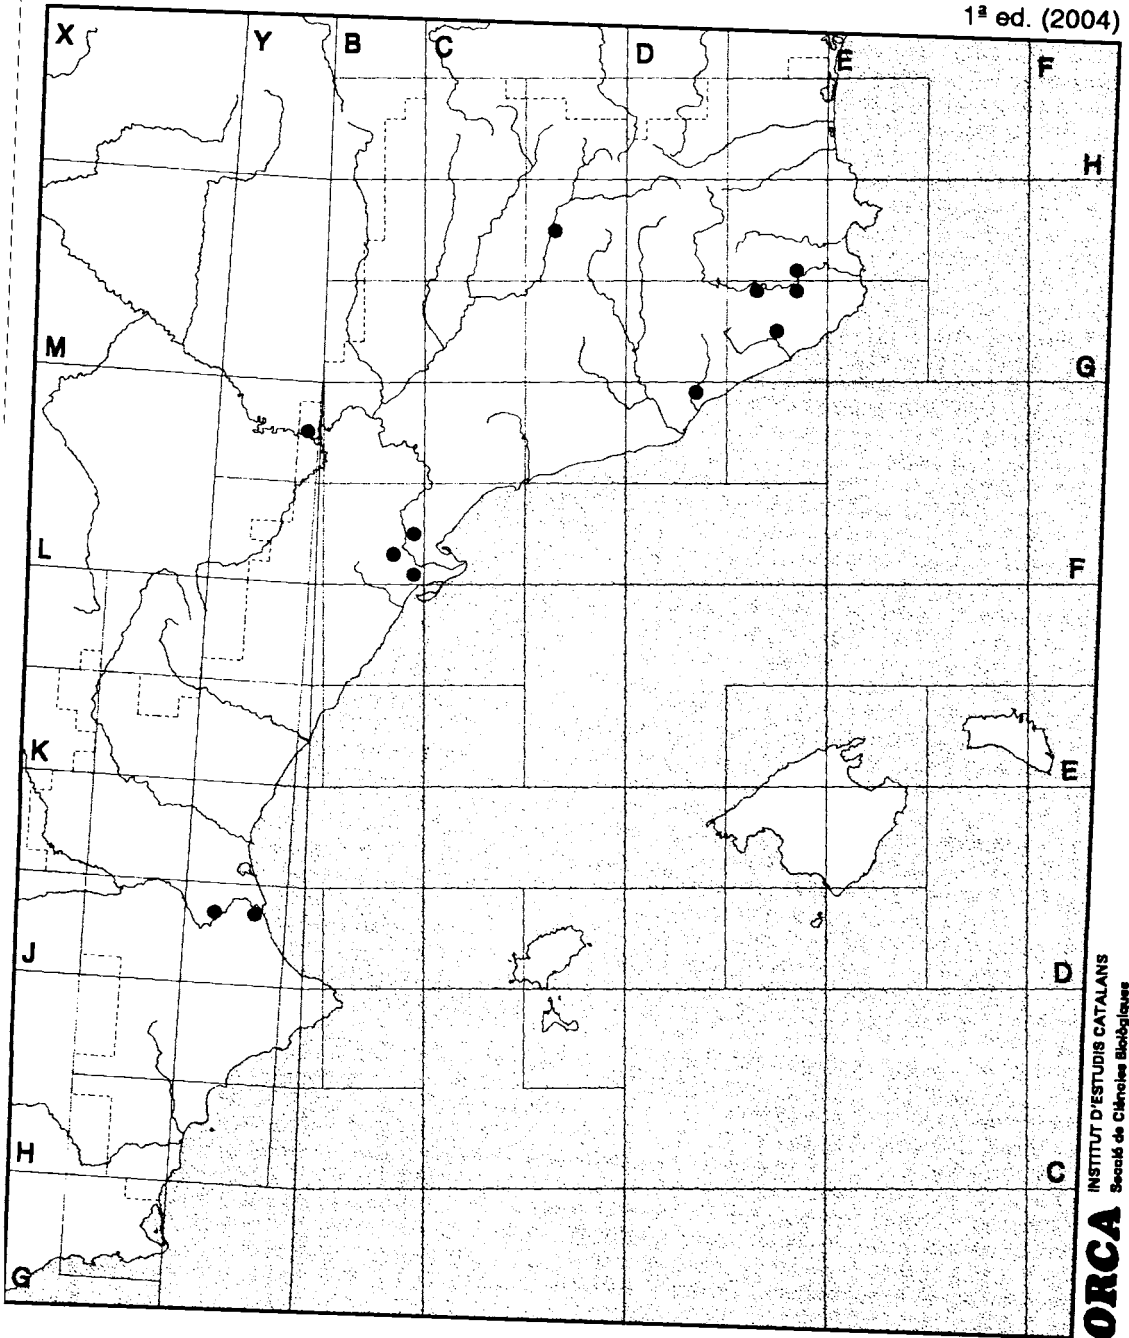 1ª ed. (2004)
X Y B C D E F
H
M
G
L
F
K
E
J
D
H
C
G
INSTITUT D'ESTUDIS CATALANS
Secció de Ciències Biològiques
ORCA